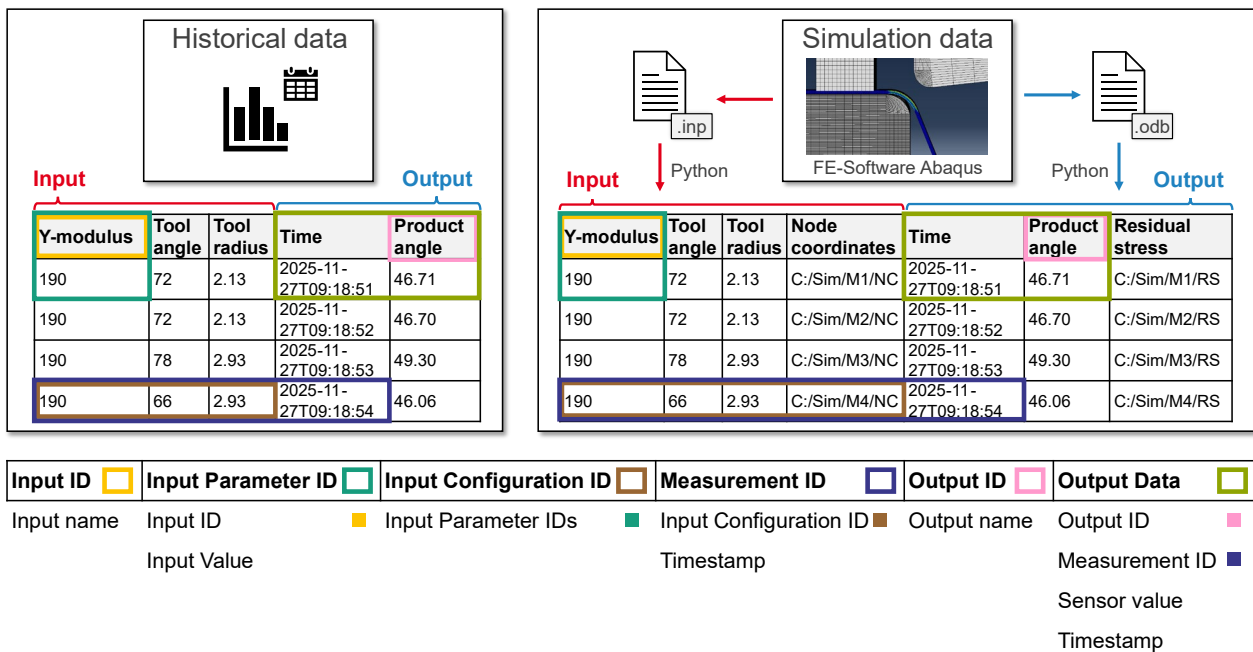 Historical data
Input
Output
Y-modulus Tool angle Tool radius Time Product angle
190 72 2.13 2025-11-27T09:18:51 46.71
190 72 2.13 2025-11-27T09:18:52 46.70
190 78 2.93 2025-11-27T09:18:53 49.30
190 66 2.93 2025-11-27T09:18:54 46.06
Simulation data
.inp
.odb
FE-Software Abaqus
Python
Python
Input
Output
Y-modulus Tool angle Tool radius Node coordinates Time Product angle Residual stress
190 72 2.13 C:/Sim/M1/NC 2025-11-27T09:18:51 46.71 C:/Sim/M1/RS
190 72 2.13 C:/Sim/M2/NC 2025-11-27T09:18:52 46.70 C:/Sim/M2/RS
190 78 2.93 C:/Sim/M3/NC 2025-11-27T09:18:53 49.30 C:/Sim/M3/RS
190 66 2.93 C:/Sim/M4/NC 2025-11-27T09:18:54 46.06 C:/Sim/M4/RS
Input ID Input Parameter ID Input Configuration ID Measurement ID Output ID Output Data
Input name Input ID Input Parameter IDs Input Configuration ID Output name Output ID
Input Value Timestamp Measurement ID
Sensor value
Timestamp